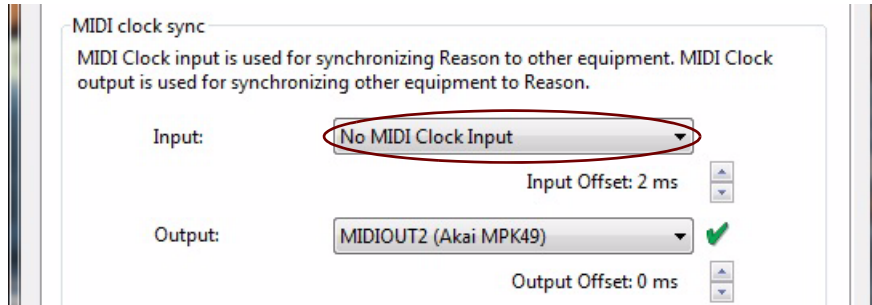 MIDI clock sync
MIDI Clock input is used for synchronizing Reason to other equipment. MIDI Clock
output is used for synchronizing other equipment to Reason.
Input: No MIDI Clock Input
Input Offset: 2 ms
Output: MIDIOUT2 (Akai MPK49)
Output Offset: 0 ms